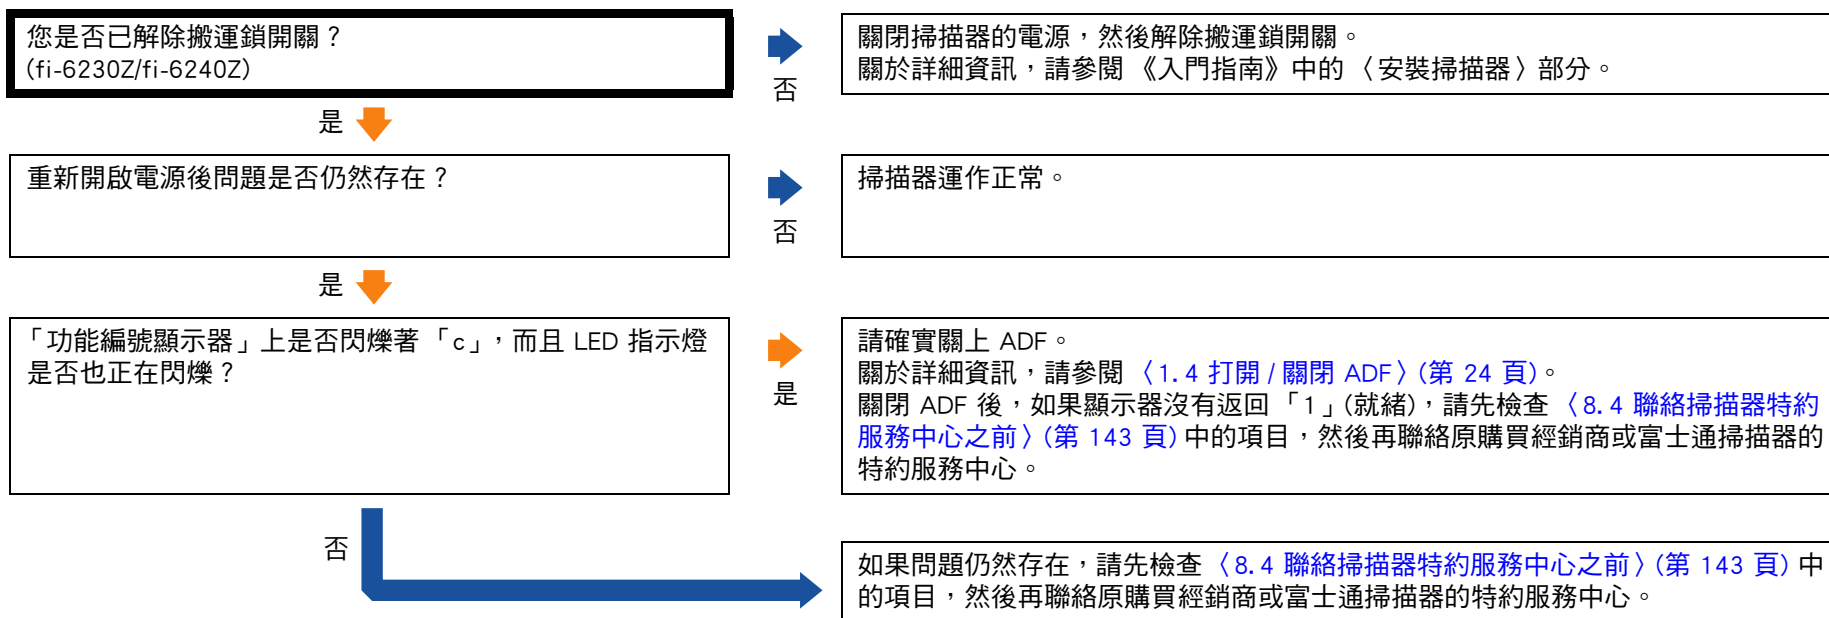 您是否已解除搬運鎖開關？
(fi-6230Z/fi-6240Z)
否
關閉掃描器的電源，然後解除搬運鎖開關。
關於詳細資訊，請參閱 《入門指南》中的 〈安裝掃描器〉部分。
是
重新開啟電源後問題是否仍然存在？
否
掃描器運作正常。
是
「功能編號顯示器」上是否閃爍著 「c」，而且 LED 指示燈
是否也正在閃爍？
是
請確實關上 ADF。
關於詳細資訊，請參閱 〈1.4 打開 / 關閉 ADF〉(第 24 頁)。
關閉 ADF 後，如果顯示器沒有返回 「1」(就緒)，請先檢查 〈8.4 聯絡掃描器特約
服務中心之前〉(第 143 頁) 中的項目，然後再聯絡原購買經銷商或富士通掃描器的
特約服務中心。
否
如果問題仍然存在，請先檢查 〈8.4 聯絡掃描器特約服務中心之前〉(第 143 頁) 中
的項目，然後再聯絡原購買經銷商或富士通掃描器的特約服務中心。